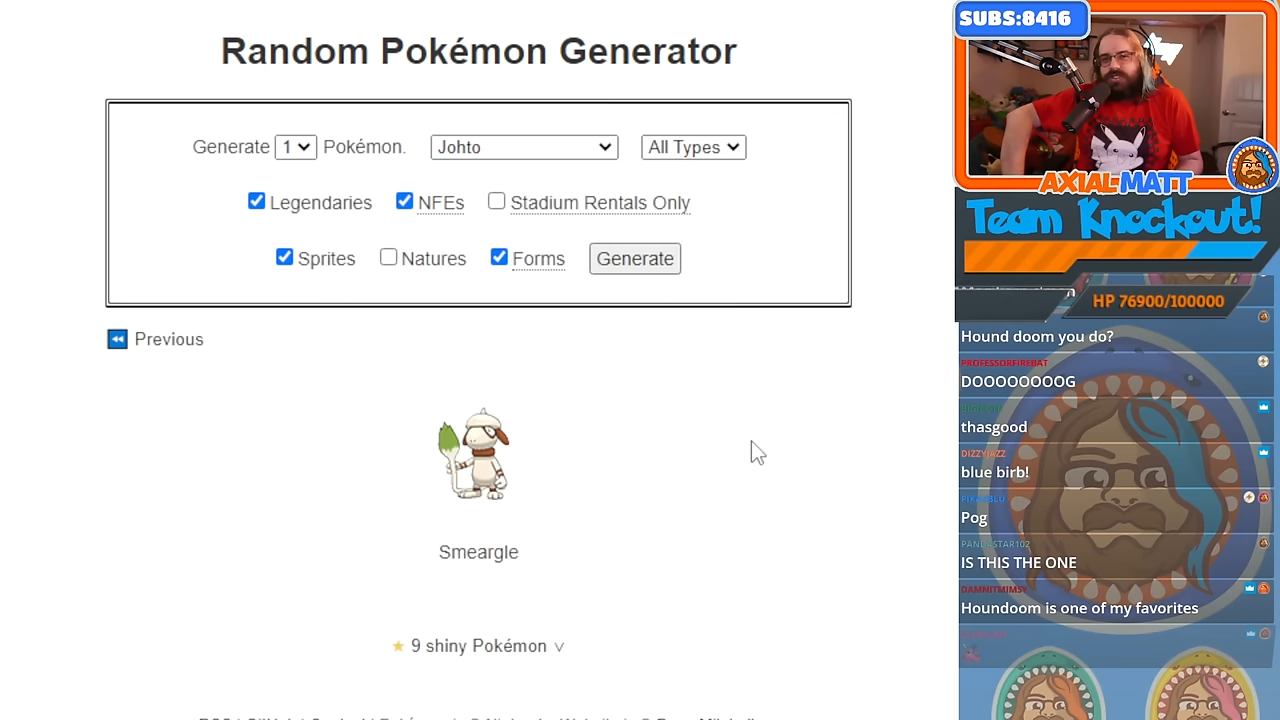 Random Pokémon Generator
Generate 1 Pokémon. Johto All Types
Legendaries NFEs Stadium Rentals Only
Sprites Natures Forms Generate
Previous
Smeargle
9 shiny Pokémon
SUBS:8416
AXIALMATT
Team Knockout!
HP 76900/100000
Hound doom you do?
PROFESSORFIREBAT
DOOOOOOOOG
thasgood
DIZZYJAZZ
blue birb!
Pog
PANDASTAR102
IS THIS THE ONE
DAMNITMIMSY
Houndoom is one of my favorites